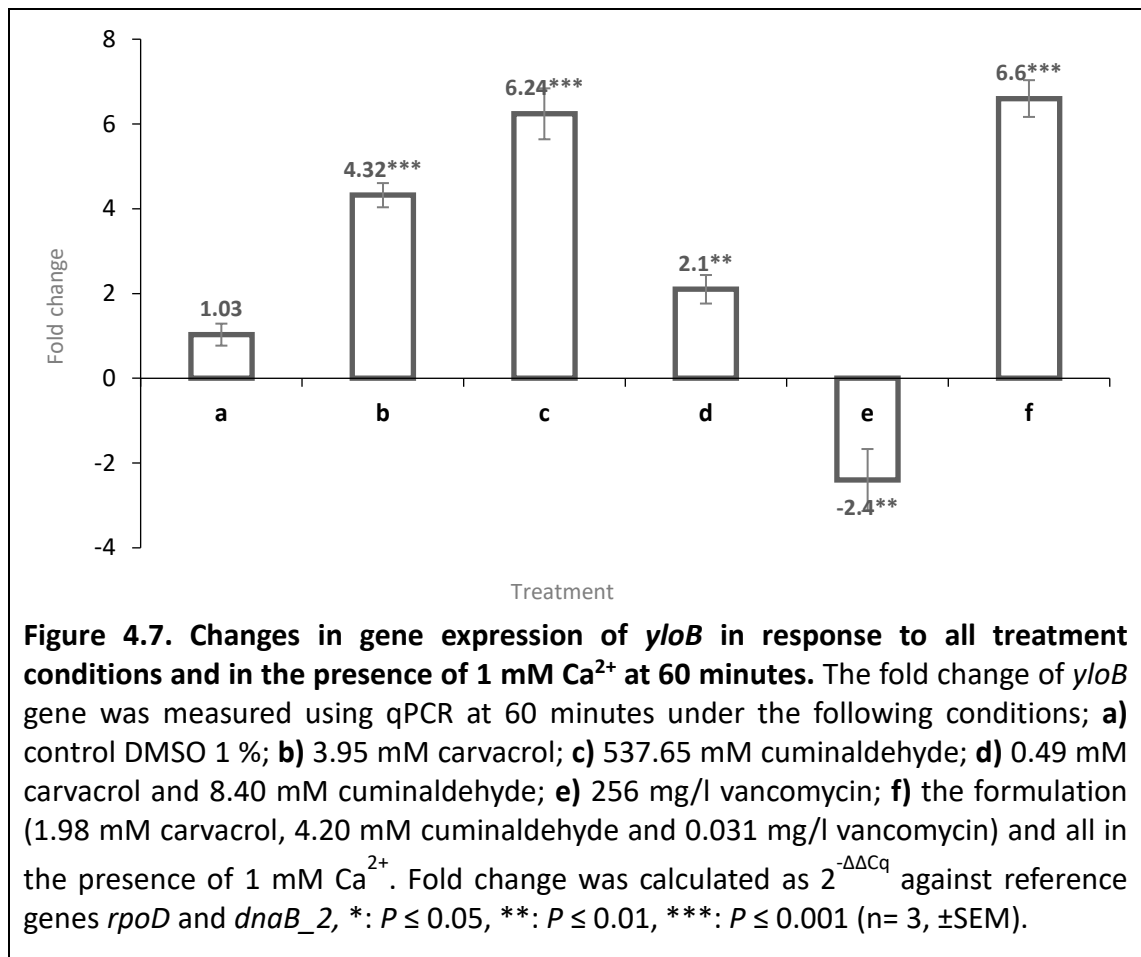 8
6.6***
6.24***
6
4.32***
4
2.1**
2
1.03
0
a b c d e f
-2
-2.4**
-4
Fold change
Treatment
Figure 4.7. Changes in gene expression of yloB in response to all treatment
conditions and in the presence of 1 mM Ca²⁺ at 60 minutes. The fold change of yloB
gene was measured using qPCR at 60 minutes under the following conditions; a)
control DMSO 1 %; b) 3.95 mM carvacrol; c) 537.65 mM cuminaldehyde; d) 0.49 mM
carvacrol and 8.40 mM cuminaldehyde; e) 256 mg/l vancomycin; f) the formulation
(1.98 mM carvacrol, 4.20 mM cuminaldehyde and 0.031 mg/l vancomycin) and all in
the presence of 1 mM Ca²⁺. Fold change was calculated as 2^-ΔΔCq against reference
genes rpoD and dnaB_2, *: P ≤ 0.05, **: P ≤ 0.01, ***: P ≤ 0.001 (n= 3, ±SEM).